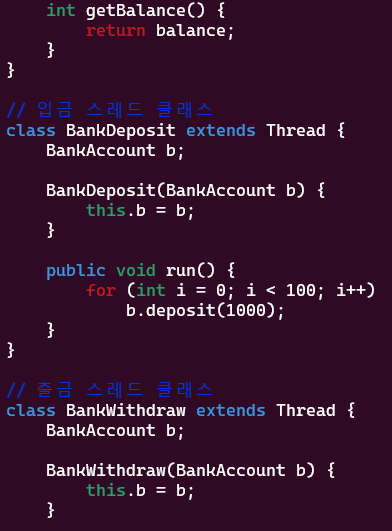 int getBalance() {
return balance;
}
}
// 입금 스레드 클래스
class BankDeposit extends Thread {
BankAccount b;
BankDeposit(BankAccount b) {
this.b = b;
}
public void run() {
for (int i = 0; i < 100; i++)
b.deposit(1000);
}
}
// 출금 스레드 클래스
class BankWithdraw extends Thread {
BankAccount b;
BankWithdraw(BankAccount b) {
this.b = b;
}